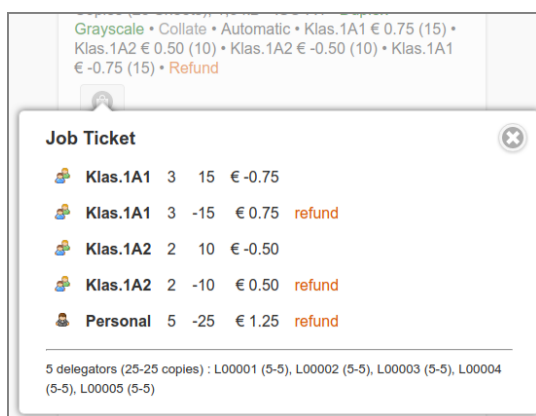 Grayscale • Collate • Automatic • Klas.1A1 € 0.75 (15) •
Klas.1A2 € 0.50 (10) • Klas.1A2 € -0.50 (10) • Klas.1A1
€ -0.75 (15) • Refund
Job Ticket
Klas.1A1 3 15 € -0.75
Klas.1A1 3 -15 € 0.75 refund
Klas.1A2 2 10 € -0.50
Klas.1A2 2 -10 € 0.50 refund
Personal 5 -25 € 1.25 refund
5 delegators (25-25 copies) : L00001 (5-5), L00002 (5-5), L00003 (5-5), L00004
(5-5), L00005 (5-5)